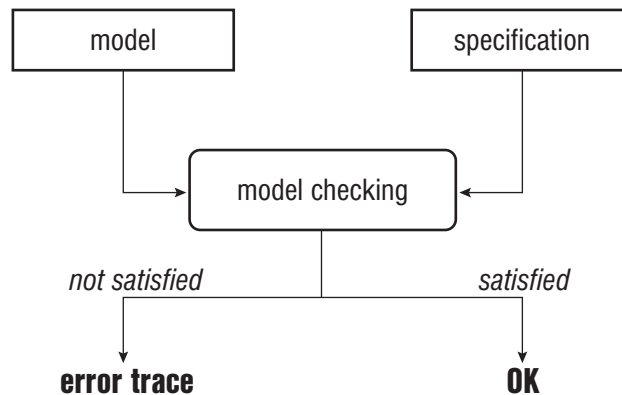 model
specification
model checking
not satisfied
satisfied
error trace
OK